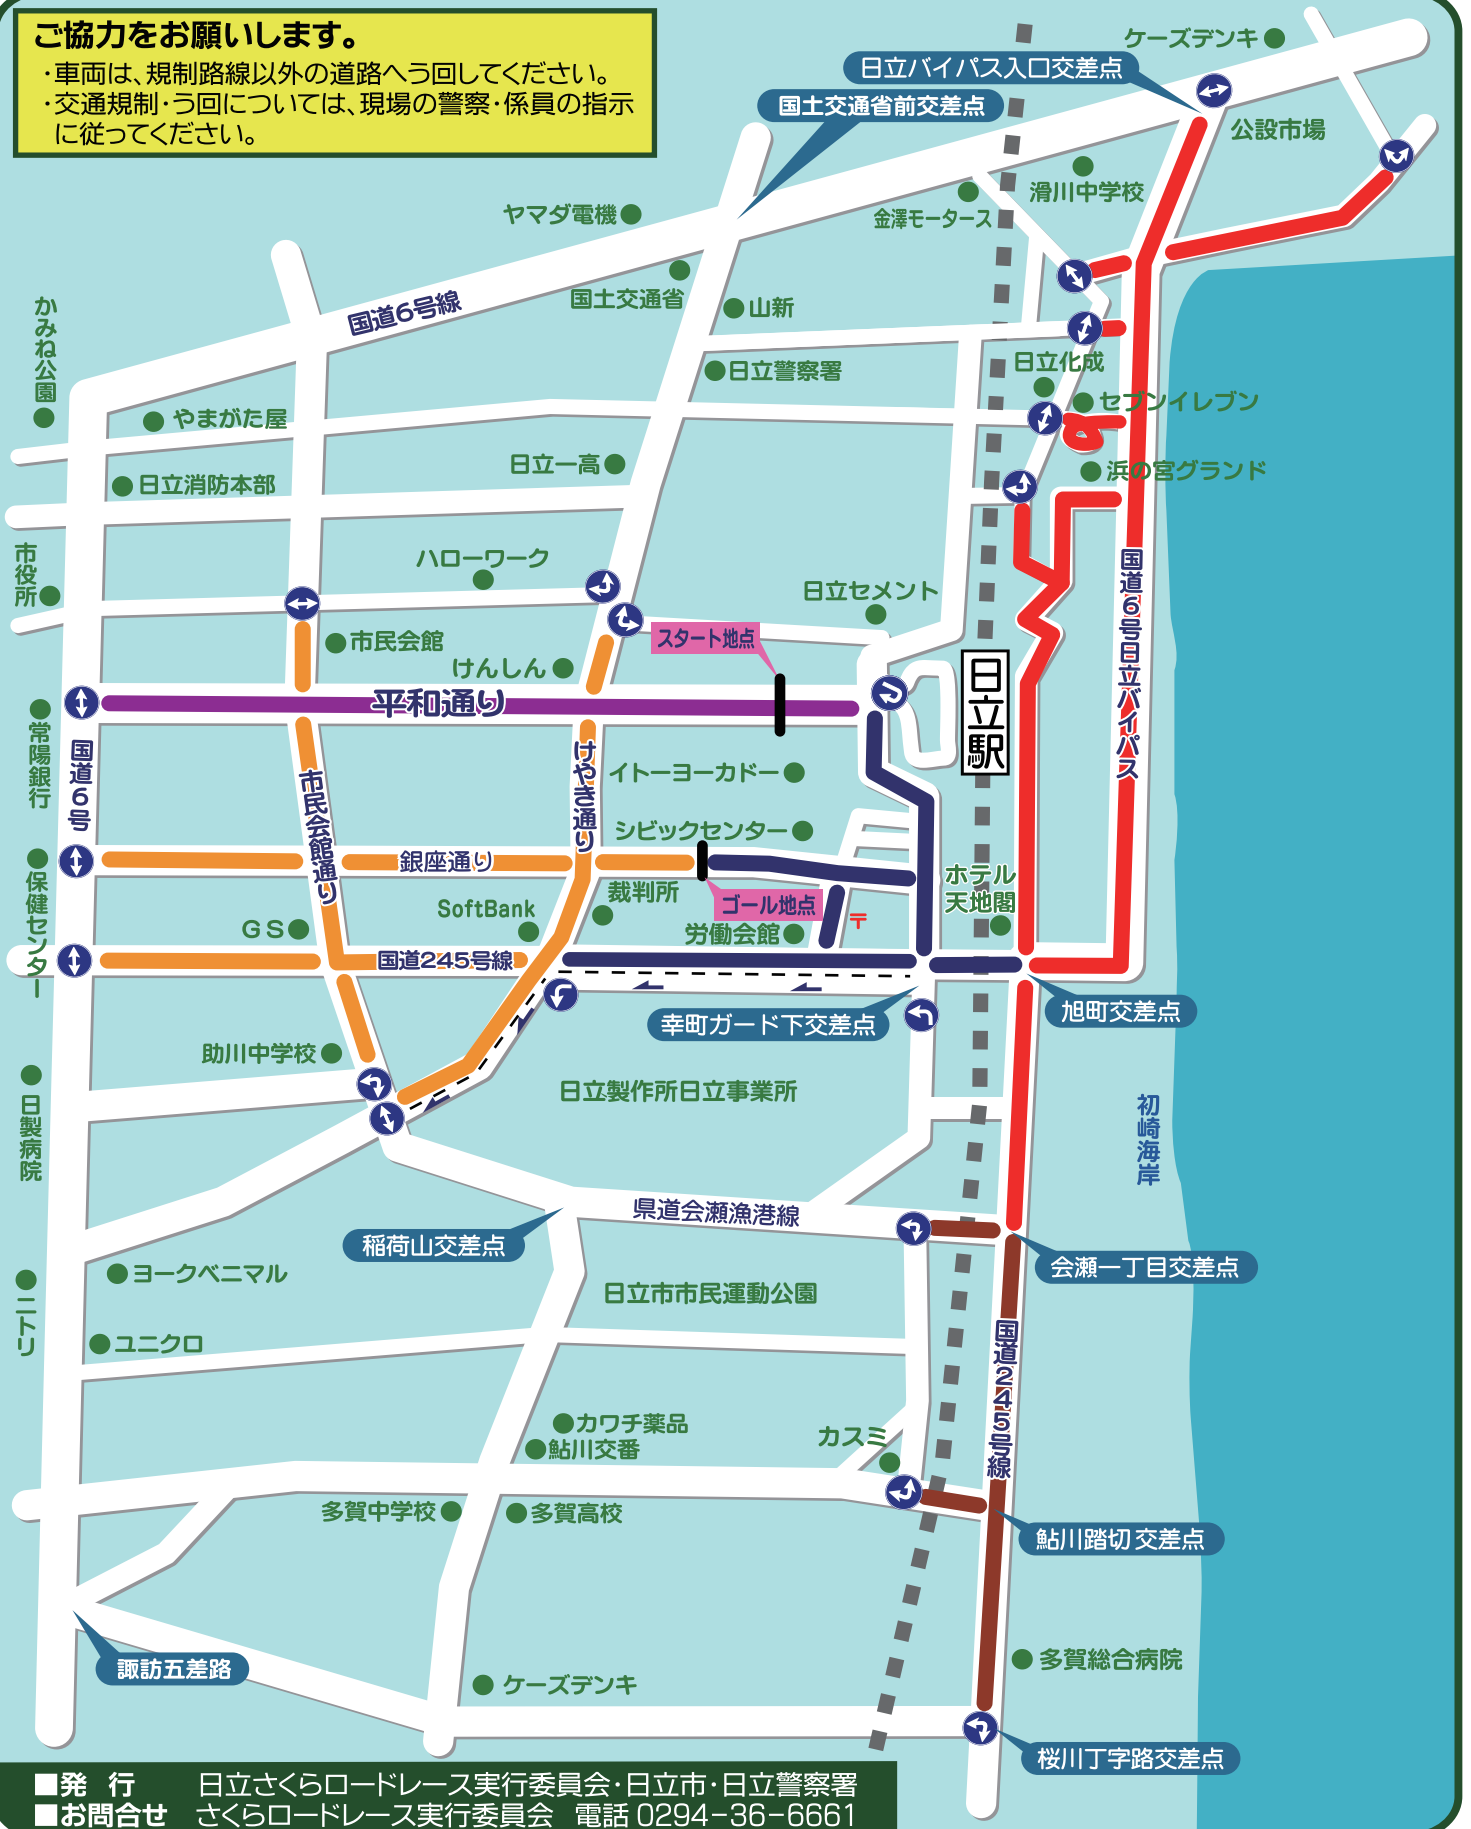 ご協力をお願いします。
・車両は、規制路線以外の道路へう回してください。
・交通規制・う回については、現場の警察・係員の指示
に従ってください。
ケーズデンキ
日立バイパス入口交差点
国土交通省前交差点
公設市場
滑川中学校
金澤モータース
ヤマダ電機
国土交通省
山新
国道6号線
かみね公園
日立警察署
日立化成
セブンイレブン
やまがた屋
日立一高
浜の宮グランド
日立消防本部
市役所
ハローワーク
日立セメント
国道6号日立バイパス
スタート地点
市民会館
けんしん
日立駅
平和通り
常陽銀行
国道6号
市民会館通り
けやき通り
イトーヨーカドー
シビックセンター
銀座通り
保健センター
ホテル
天地閣
裁判所
ゴール地点
SoftBank
GS
労働会館
〒
国道245号線
旭町交差点
幸町ガード下交差点
助川中学校
日立製作所日立事業所
日製病院
初崎海岸
県道会瀬漁港線
稲荷山交差点
会瀬一丁目交差点
ヨークベニマル
日立市市民運動公園
ニトリ
ユニクロ
国道245号線
カワチ薬品
鮎川交番
カスミ
多賀中学校
多賀高校
鮎川踏切 交差点
諏訪五差路
多賀総合病院
ケーズデンキ
桜川丁字路交差点
■発 行 日立さくらロードレース実行委員会・日立市・日立警察署
■お問合せ さくらロードレース実行委員会 電話 0294-36-6661